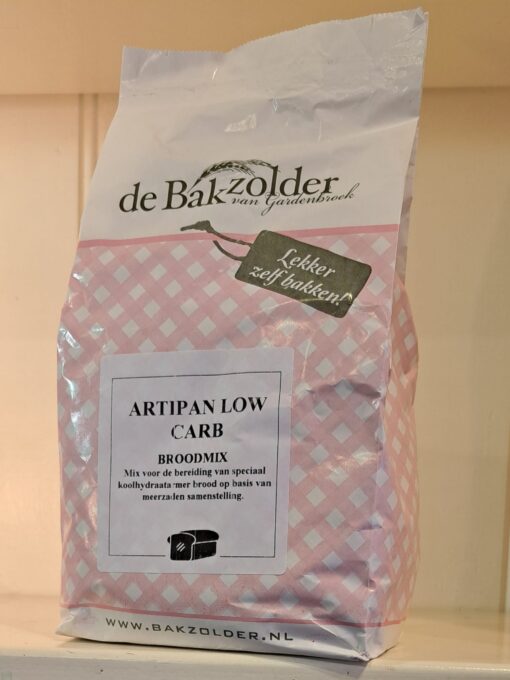 de Bakzolder
van Gardenbroek
Lekker
zelf bakken!
ARTIPAN LOW
CARB
BROODMIX
Mix voor de bereiding van speciaal
koolhydraatarmer brood op basis van
meerzaden samenstelling.
WWW.BAKZOLDER.NL